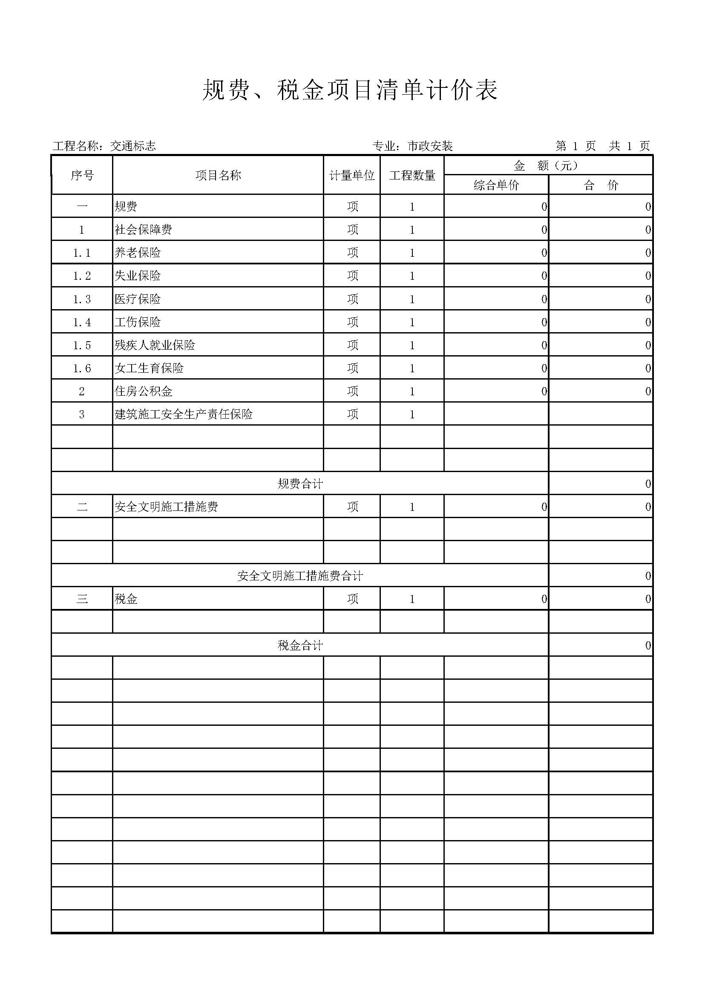 规费、税金项目清单计价表
工程名称：交通标志 专业：市政安装 第 1 页 共 1 页
序号 项目名称 计量单位 工程数量 金 额（元）
综合单价 合 价
一 规费 项 1 0 0
1 社会保障费 项 1 0 0
1.1 养老保险 项 1 0 0
1.2 失业保险 项 1 0 0
1.3 医疗保险 项 1 0 0
1.4 工伤保险 项 1 0 0
1.5 残疾人就业保险 项 1 0 0
1.6 女工生育保险 项 1 0 0
2 住房公积金 项 1 0 0
3 建筑施工安全生产责任保险 项 1
规费合计 0
二 安全文明施工措施费 项 1 0 0
安全文明施工措施费合计 0
三 税金 项 1 0 0
税金合计 0